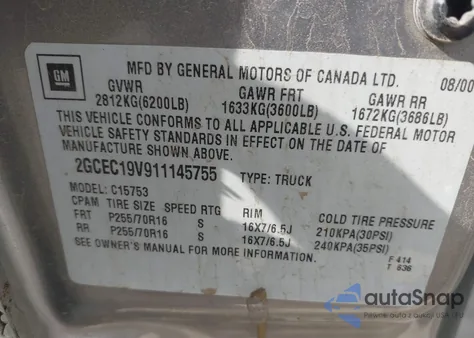 GM
MFD BY GENERAL MOTORS OF CANADA LTD. 08/00
GVWR GAWR FRT GAWR RR
2812KG(6200LB) 1633KG(3600LB) 1672KG(3686LB)
THIS VEHICLE CONFORMS TO ALL APPLICABLE U.S. FEDERAL MOTOR
VEHICLE SAFETY STANDARDS IN EFFECT ON THE DATE OF
MANUFACTURE SHOWN ABOVE.
2GCEC19V911145755 TYPE: TRUCK
MODEL: C15753
CPAM TIRE SIZE SPEED RTG RIM COLD TIRE PRESSURE
FRT P255/70R16 S 16X7/6.5J 210KPA(30PSI)
RR P255/70R16 S 16X7/6.5J 240KPA(35PSI)
SEE OWNER'S MANUAL FOR MORE INFORMATION.
F 414
T 636
autoSnap